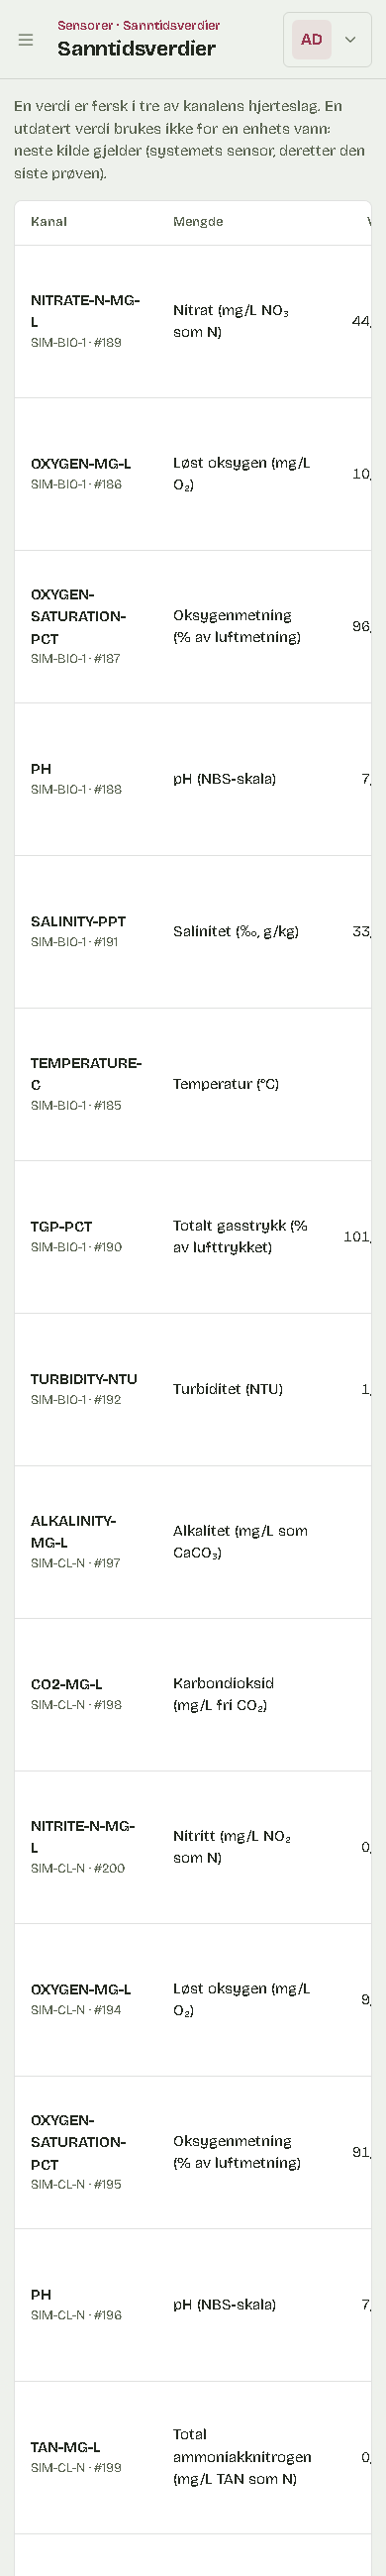 Sensorer · Sanntidsverdier
Sanntidsverdier
AD
En verdi er fersk i tre av kanalens hjerteslag. En
utdatert verdi brukes ikke for en enhets vann:
neste kilde gjelder (systemets sensor, deretter den
siste prøven).
Kanal Mengde
NITRATE-N-MG-
L
SIM-BIO-1 · #189
Nitrat (mg/L NO₃
som N)
44,
OXYGEN-MG-L
SIM-BIO-1 · #186
Løst oksygen (mg/L
O₂)
10,
OXYGEN-
SATURATION-
PCT
SIM-BIO-1 · #187
Oksygenmetning
(% av luftmetning)
96,
PH
SIM-BIO-1 · #188
pH (NBS-skala)
7,
SALINITY-PPT
SIM-BIO-1 · #191
Salinitet (‰, g/kg)
33,
TEMPERATURE-
C
SIM-BIO-1 · #185
Temperatur (°C)
TGP-PCT
SIM-BIO-1 · #190
Totalt gasstrykk (%
av lufttrykket)
101,
TURBIDITY-NTU
SIM-BIO-1 · #192
Turbiditet (NTU)
1,
ALKALINITY-
MG-L
SIM-CL-N · #197
Alkalitet (mg/L som
CaCO₃)
CO2-MG-L
SIM-CL-N · #198
Karbondioksid
(mg/L fri CO₂)
NITRITE-N-MG-
L
SIM-CL-N · #200
Nitritt (mg/L NO₂
som N)
0,
OXYGEN-MG-L
SIM-CL-N · #194
Løst oksygen (mg/L
O₂)
9,
OXYGEN-
SATURATION-
PCT
SIM-CL-N · #195
Oksygenmetning
(% av luftmetning)
91,
PH
SIM-CL-N · #196
pH (NBS-skala)
7,
TAN-MG-L
SIM-CL-N · #199
Total
ammoniakknitrogen
(mg/L TAN som N)
0,